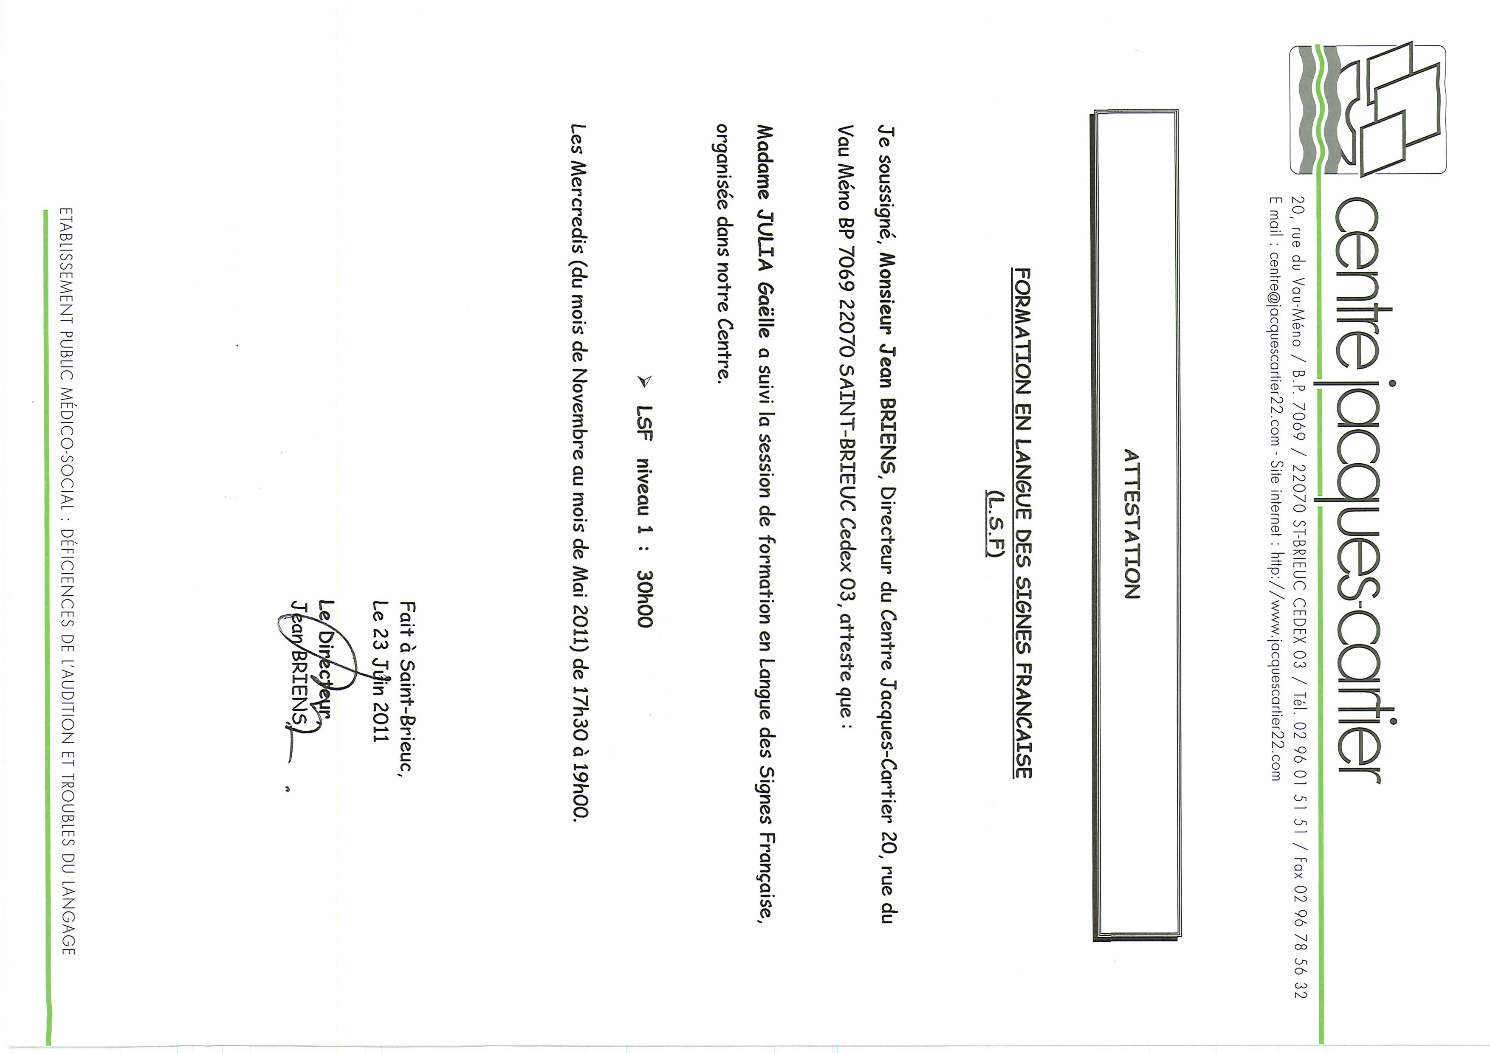 centre jacques-cartier
20, rue du Vau-Méno / B.P. 7069 / 22070 ST-BRIEUC CEDEX 03 / Tél. 02 96 01 51 51 / Fax 02 96 78 56 32
E mail : centre@jacquescartier22.com - Site internet : http://www.jacquescartier22.com
ATTESTATION
FORMATION EN LANGUE DES SIGNES FRANCAISE
(L.S.F)
Je soussigné, Monsieur Jean BRIENS, Directeur du Centre Jacques-Cartier 20, rue du
Vau Méno BP 7069 22070 SAINT-BRIEUC Cedex 03, atteste que :
Madame JULIA Gaëlle a suivi la session de formation en Langue des Signes Française,
organisée dans notre Centre.
➢ LSF niveau 1 : 30h00
Les Mercredis (du mois de Novembre au mois de Mai 2011) de 17h30 à 19h00.
Fait à Saint-Brieuc,
Le 23 Juin 2011
Le Directeur,
Jean BRIENS
ETABLISSEMENT PUBLIC MÉDICO-SOCIAL : DÉFICIENCES DE L'AUDITION ET TROUBLES DU LANGAGE